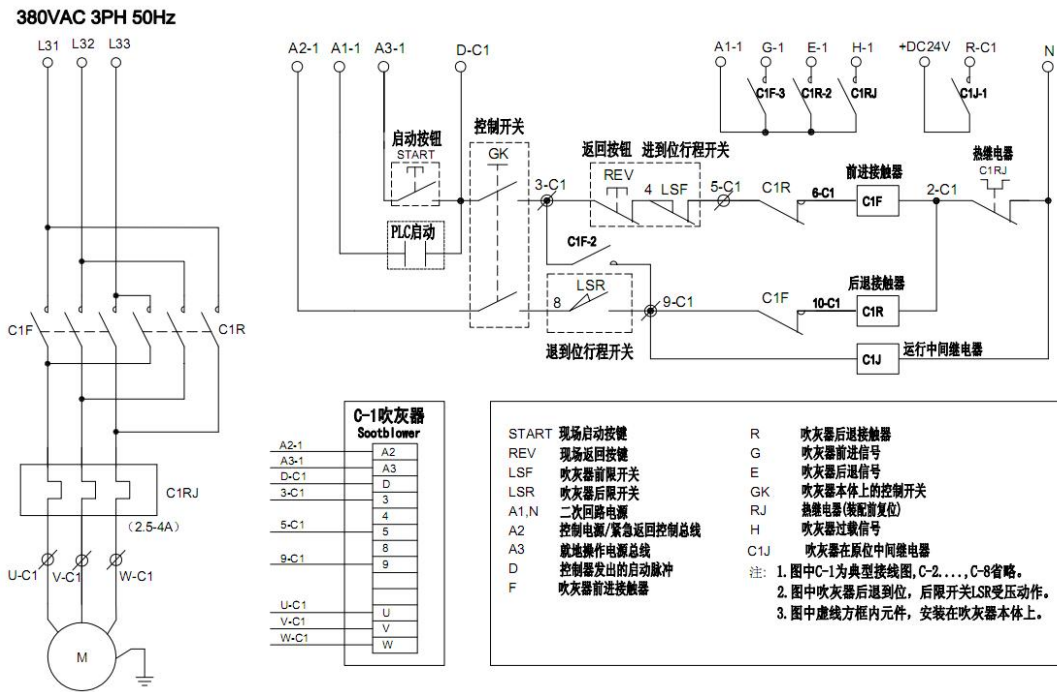 380VAC 3PH 50Hz
L31 L32 L33
A2-1 A1-1 A3-1 D-C1
A1-1 G-1 E-1 H-1 +DC24V R-C1 N
C1F-3 C1R-2 C1RJ C1J-1
控制开关
GK
启动按钮
START
PLC启动
返回按钮 进到位行程开关
REV
4 LSF
前进接触器
热继电器
C1RJ
3-C1 5-C1 C1R 6-C1 C1F 2-C1
C1F-2
后退接触器
LSR
8 9-C1 C1F 10-C1 C1R
退到位行程开关
C1J 运行中间继电器
C1F C1R
C1RJ
(2.5-4A)
U-C1 V-C1 W-C1
M
C-1吹灰器
Sootblower
A2-1 A2
A3-1 A3
D-C1 D
3-C1 3
4
5-C1 5
8
9-C1 9
U-C1 U
V-C1 V
W-C1 W
START 现场启动按键
REV 现场返回按键
LSF 吹灰器前限开关
LSR 吹灰器后限开关
A1,N 二次回路电源
A2 控制电源/紧急返回控制总线
A3 就地操作电源总线
D 控制器发出的启动脉冲
F 吹灰器前进接触器
R 吹灰器后退接触器
G 吹灰器前进信号
E 吹灰器后退信号
GK 吹灰器本体上的控制开关
RJ 热继电器(装配前复位)
H 吹灰器过载信号
C1J 吹灰器在原位中间继电器
注: 1.图中C-1为典型接线图,C-2....,C-8省略。
2.图中吹灰器后退到位，后限开关LSR受压动作。
3.图中虚线方框内元件，安装在吹灰器本体上。